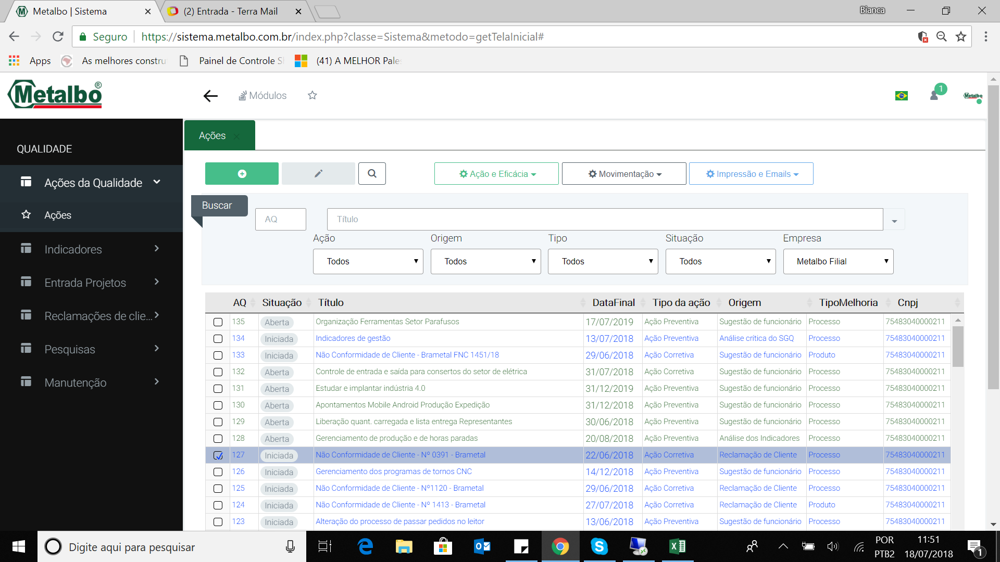 Metalbo | Sistema
(2) Entrada - Terra Mail
Bianca
Seguro
https://sistema.metalbo.com.br/index.php?classe=Sistema&metodo=getTelaInicial#
Apps
As melhores constru
Painel de Controle S
(41) A MELHOR Pale
Metalbo®
Módulos
1
Metalbo
QUALIDADE
Ações da Qualidade
Ações
Indicadores
Entrada Projetos
Reclamações de clie...
Pesquisas
Manutenção
Ações
Ação e Eficácia
Movimentação
Impressão e Emails
Buscar
AQ
Título
Ação Origem Tipo Situação Empresa
Todos Todos Todos Todos Metalbo Filial
AQ Situação Título DataFinal Tipo da ação Origem TipoMelhoria Cnpj
135 Aberta Organização Ferramentas Setor Parafusos 17/07/2019 Ação Preventiva Sugestão de funcionário Processo 75483040000211
134 Iniciada Indicadores de gestão 13/07/2018 Ação Preventiva Análise crítica do SGQ Processo 75483040000211
133 Iniciada Não Conformidade de Cliente - Brametal FNC 1451/18 29/06/2018 Ação Corretiva Sugestão de funcionário Produto 75483040000211
132 Aberta Controle de entrada e saída para consertos do setor de elétrica 31/07/2018 Ação Corretiva Sugestão de funcionário Processo 75483040000211
131 Aberta Estudar e implantar indústria 4.0 31/12/2019 Ação Preventiva Sugestão de funcionário Processo 75483040000211
130 Aberta Apontamentos Mobile Android Produção Expedição 31/12/2018 Ação Preventiva Sugestão de funcionário Processo 75483040000211
129 Aberta Liberação quant. carregada e lista entrega Representantes 30/06/2018 Ação Preventiva Sugestão de funcionário Processo 75483040000211
128 Aberta Gerenciamento de produção e de horas paradas 20/08/2018 Ação Preventiva Análise dos Indicadores Processo 75483040000211
127 Iniciada Não Conformidade de Cliente - Nº 0391 - Brametal 22/06/2018 Ação Corretiva Reclamação de Cliente Processo 75483040000211
126 Iniciada Gerenciamento dos programas de tornos CNC 14/12/2018 Ação Preventiva Sugestão de funcionário Processo 75483040000211
125 Iniciada Não Conformidade de Cliente - Nº1120 - Brametal 29/06/2018 Ação Corretiva Reclamação de Cliente Processo 75483040000211
124 Iniciada Não Conformidade de Cliente - Nº 1413 - Brametal 27/07/2018 Ação Corretiva Reclamação de Cliente Produto 75483040000211
123 Iniciada Alteração do processo de passar pedidos no leitor 13/06/2018 Ação Preventiva Sugestão de funcionário Processo 75483040000211
Digite aqui para pesquisar
POR
PTB2
11:51
18/07/2018
1